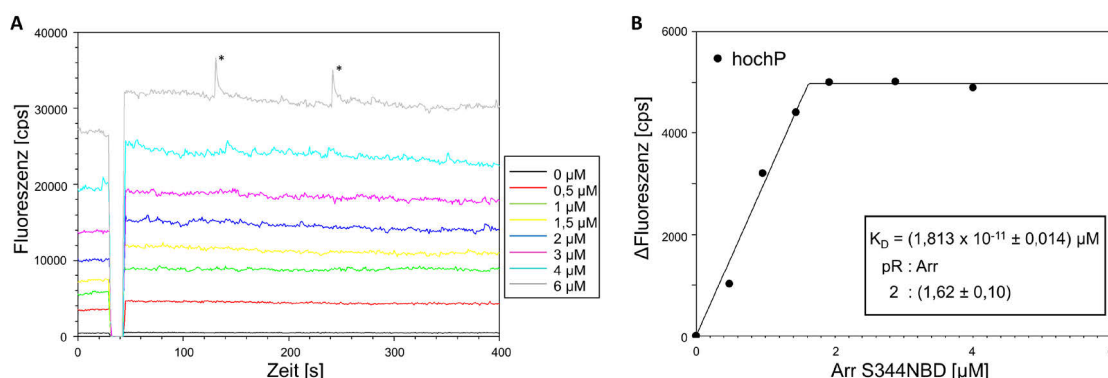 A
Fluoreszenz [cps]
40000
30000
20000
10000
0
0
100
200
300
400
Zeit [s]
*
*
0 µM
0,5 µM
1 µM
1,5 µM
2 µM
3 µM
4 µM
6 µM
B
ΔFluoreszenz [cps]
6000
4000
2000
0
0
2
4
6
Arr S344NBD [µM]
hochP
K_D = (1,813 x 10⁻¹¹ ± 0,014) µM
pR : Arr
2 : (1,62 ± 0,10)